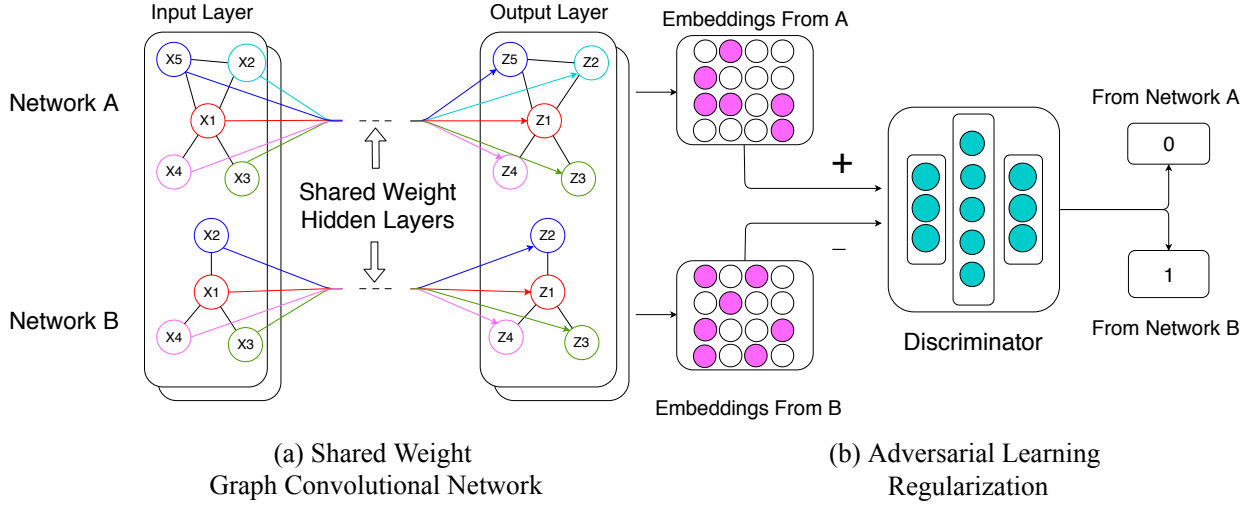 Input Layer
Output Layer
Embeddings From A
X5
X2
Z5
Z2
Network A
X1
Z1
From Network A
0
X4
X3
Z4
Z3
+
Shared Weight
Hidden Layers
X2
Z2
–
X1
Z1
1
Network B
X4
X3
Z4
Z3
Discriminator
From Network B
Embeddings From B
(a) Shared Weight
Graph Convolutional Network
(b) Adversarial Learning
Regularization